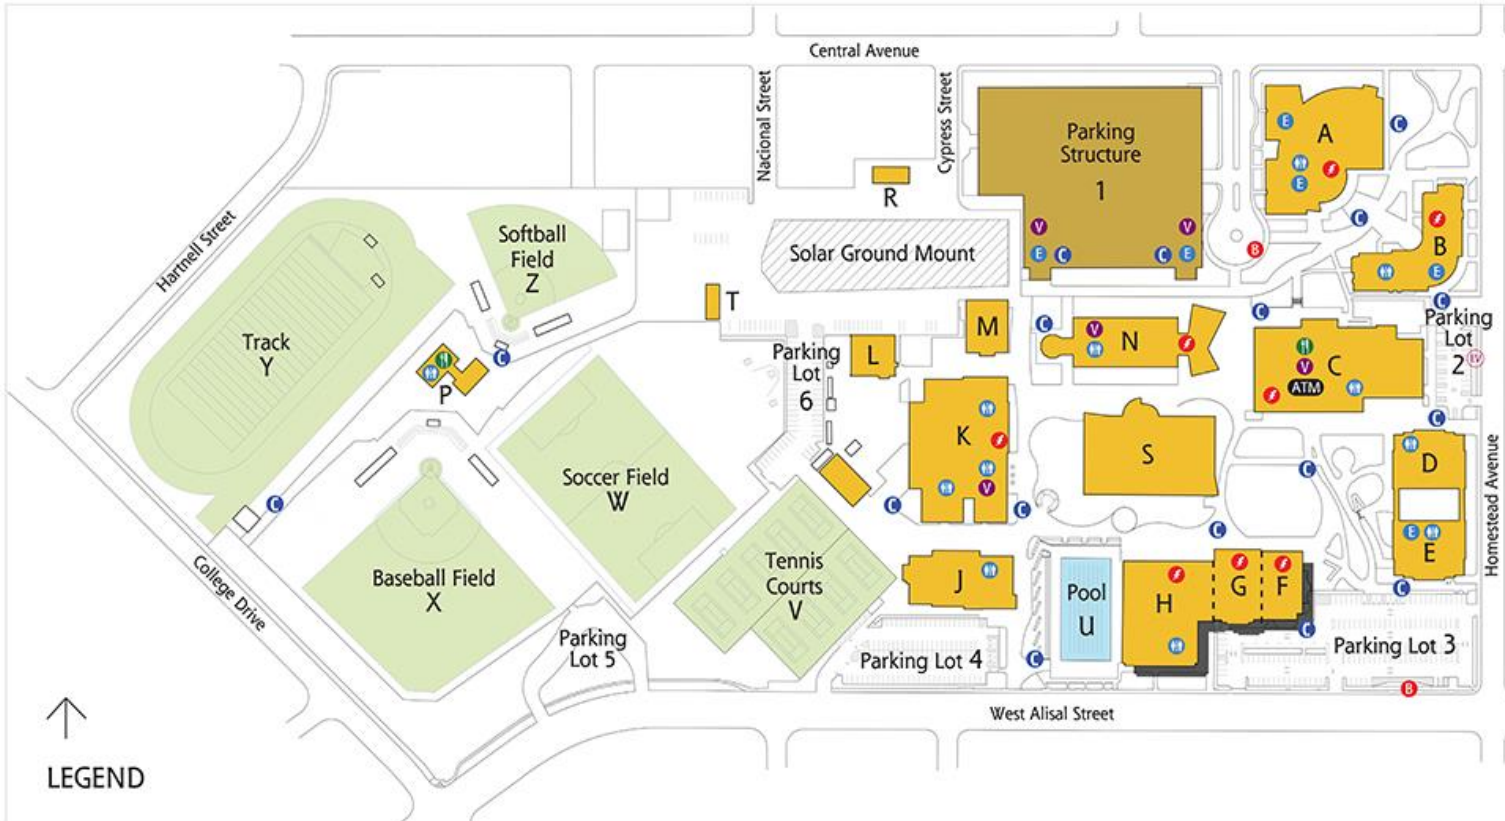 Central Avenue
Nacional Street
Cypress Street
Hartnell Street
College Drive
Homestead Avenue
West Alisal Street
Parking
Structure
1
V
E
C
C
V
E
A
E
E
C
C
B
B
E
C
C
B
R
Solar Ground Mount
Softball
Field
Z
T
Track
Y
C
P
C
Parking
Lot
6
L
M
C
N
V
C
V
ATM
Parking
Lot
2
EV
C
K
V
C
C
S
C
C
D
E
E
C
Soccer Field
W
Baseball Field
X
Tennis
Courts
V
J
Pool
U
C
H
G
F
C
Parking
Lot 5
Parking Lot 4
Parking Lot 3
B
LEGEND